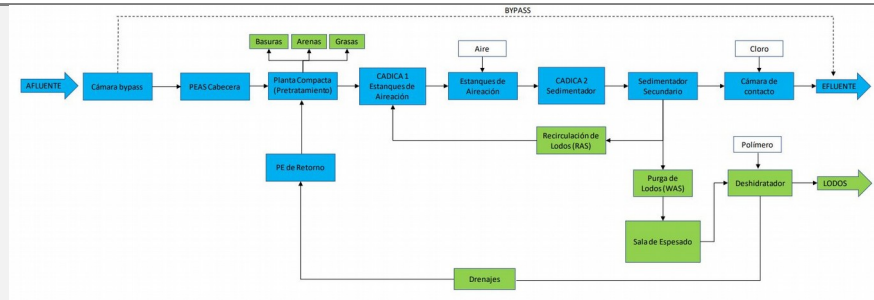 BYPASS
Basuras
Arenas
Grasas
Aire
Cloro
AFLUENTE
Cámara bypass
PEAS Cabecera
Planta Compacta
(Pretratamiento)
CADICA 1
Estanques de
Aireación
Estanques de
Aireación
CADICA 2
Sedimentador
Sedimentador
Secundario
Cámara de
contacto
EFLUENTE
Recirculación de
Lodos (RAS)
Polímero
PE de Retorno
Purga de
Lodos (WAS)
Deshidratador
LODOS
Sala de Espesado
Drenajes